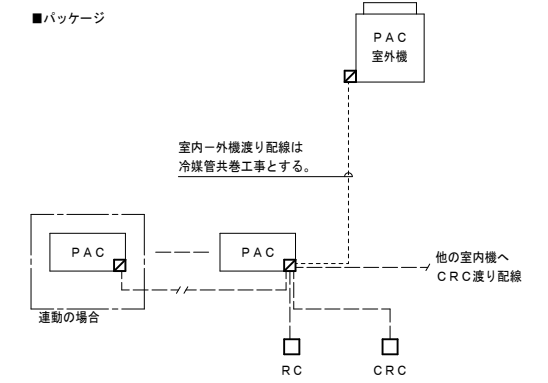 ■パッケージ
ＰＡＣ
室外機
室内－外機渡り配線は
冷媒管共巻工事とする。
ＰＡＣ
ＰＡＣ
他の室内機へ
ＣＲＣ渡り配線
連動の場合
ＲＣ
ＣＲＣ